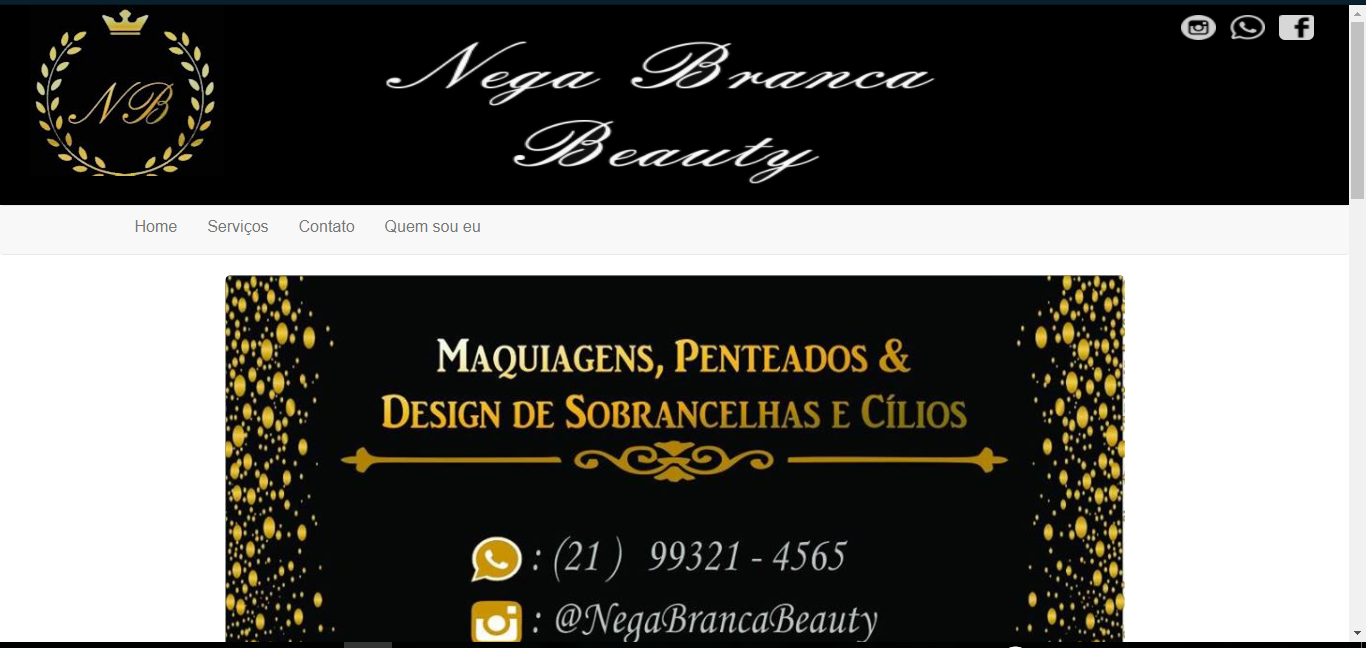 NB
Nega Branca
Beauty
Home Serviços Contato Quem sou eu
Maquiagens, Penteados &
Design de Sobrancelhas e Cílios
: (21) 99321 - 4565
: @NegaBrancaBeauty